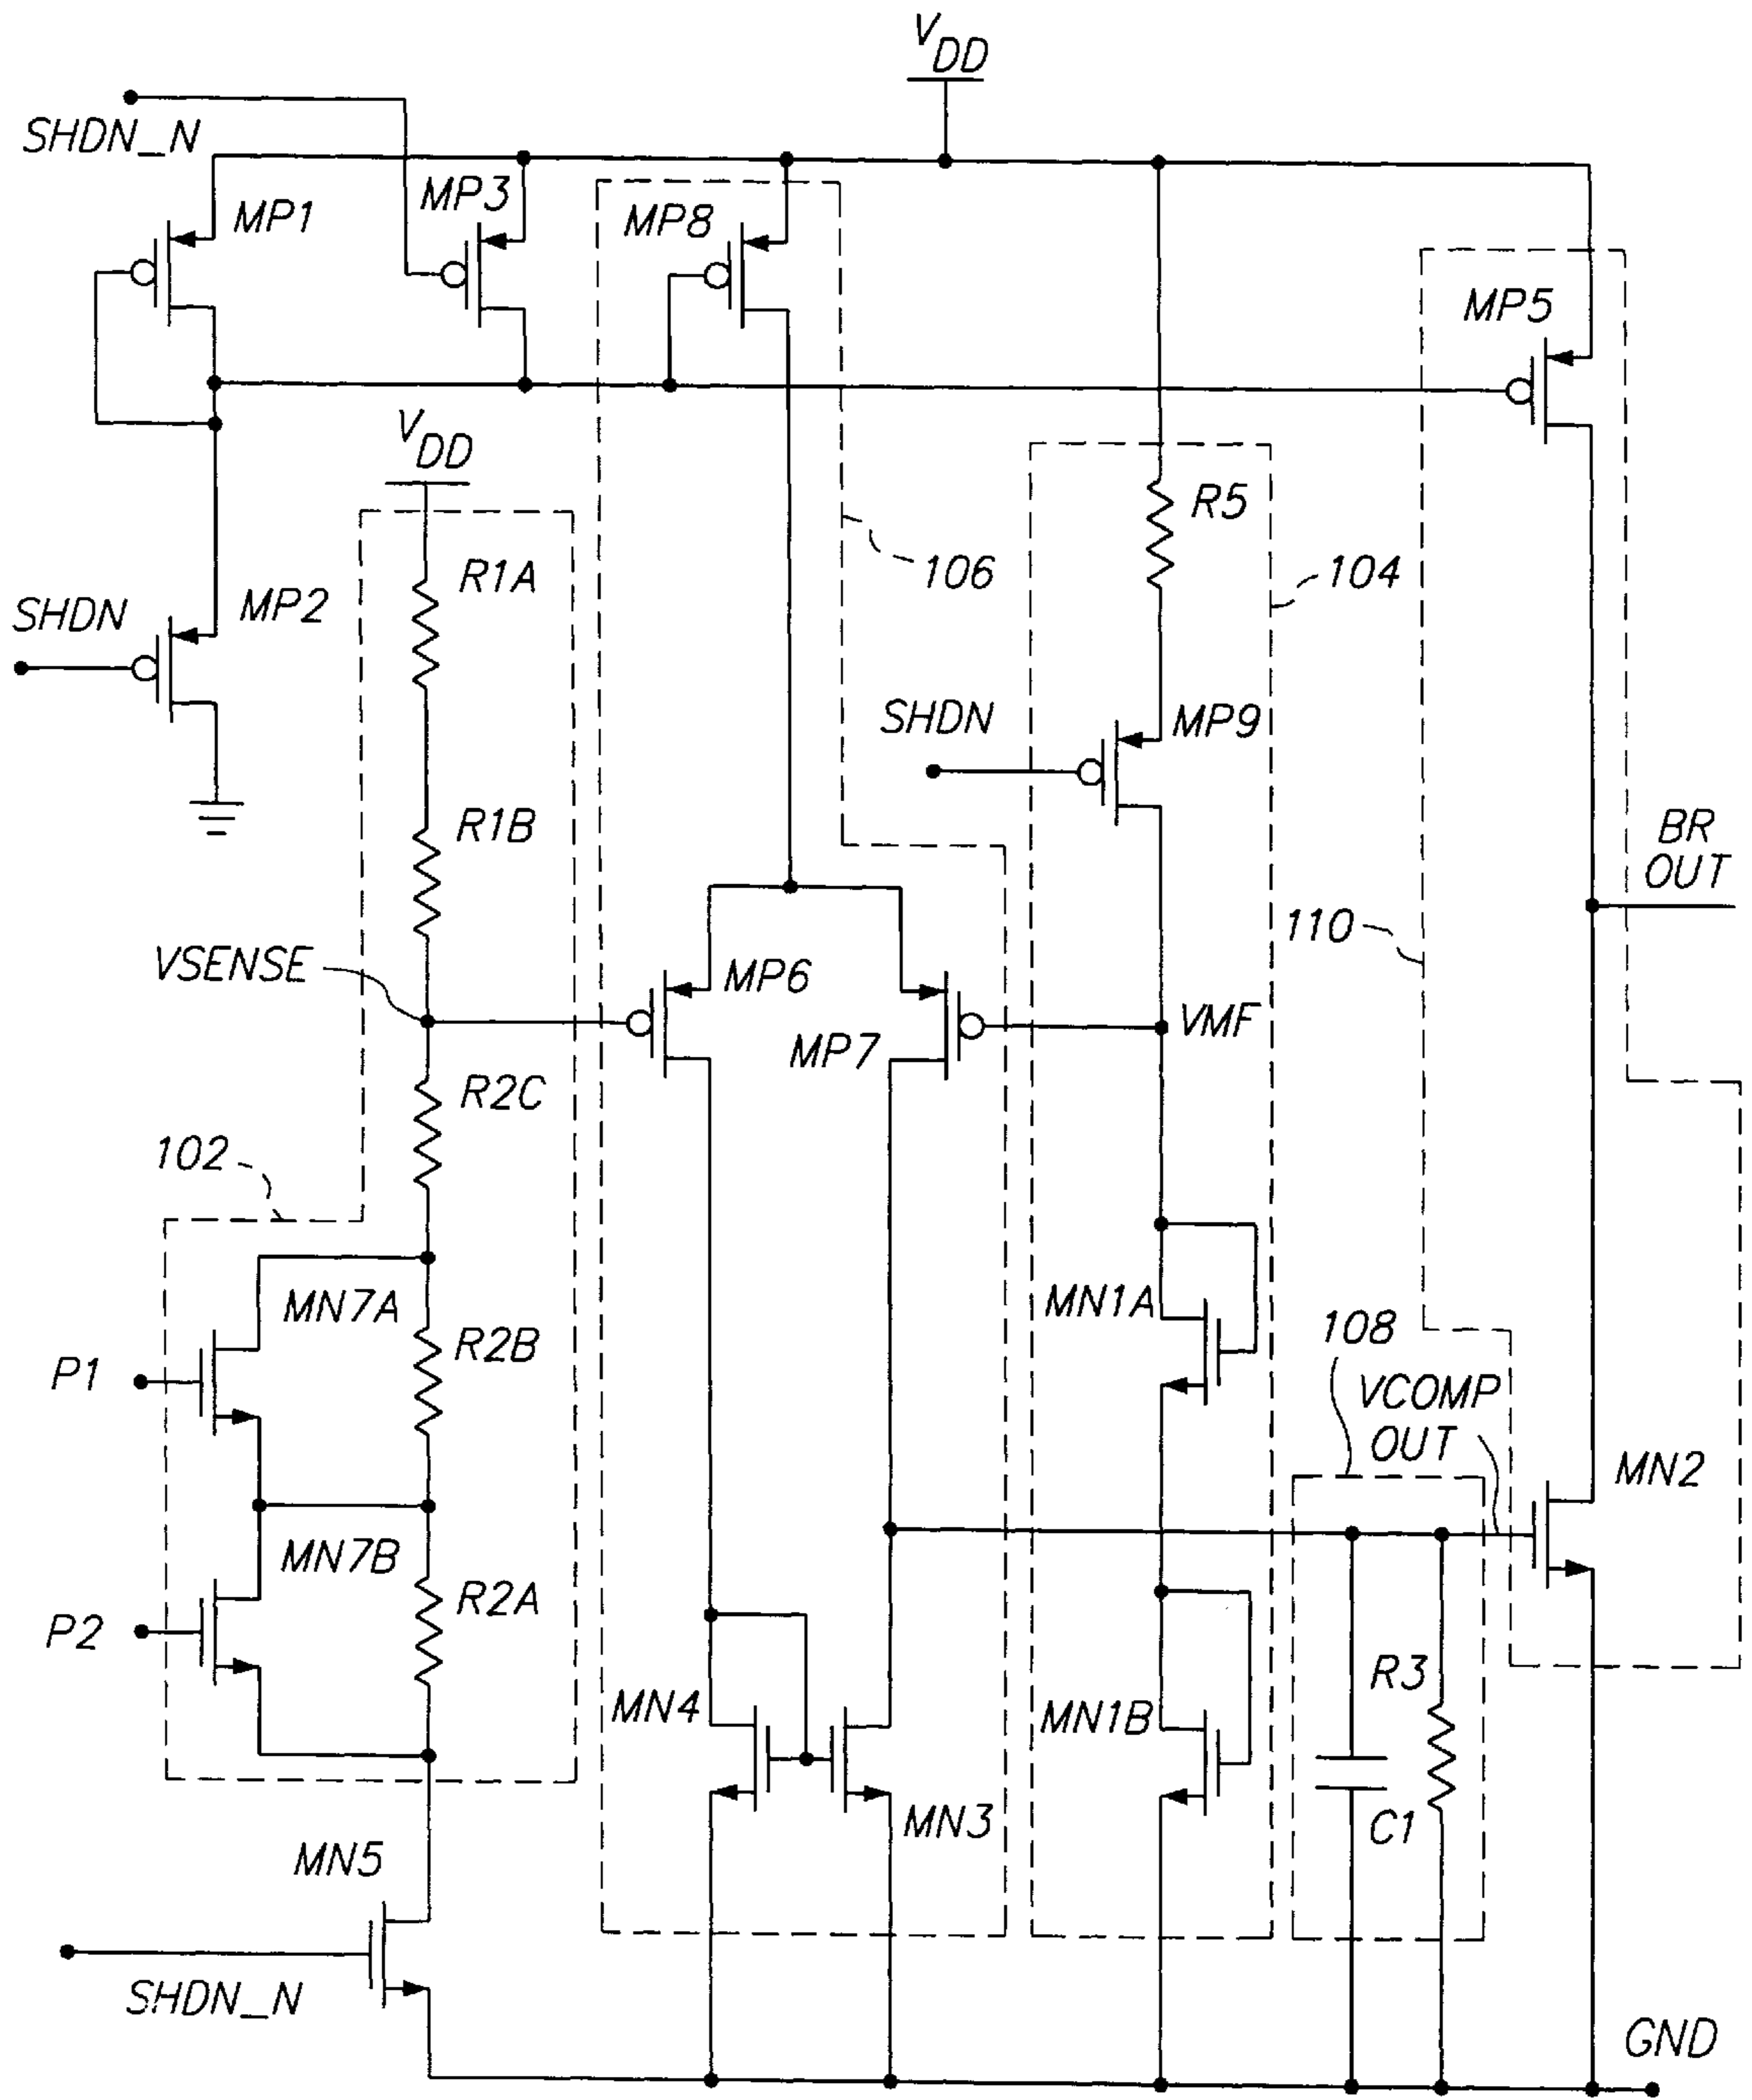 VDD
SHDN_N
MP1
MP3
MP8
MP5
VDD
R5
R1A
106
104
SHDN
MP2
SHDN
MP9
R1B
BR
OUT
110
VSENSE
MP6
VMF
MP7
R2C
102
MN7A
MN1A
108
R2B
P1
VCOMP
OUT
MN2
MN7B
R2A
P2
R3
MN4
MN1B
MN3
C1
MN5
SHDN_N
GND